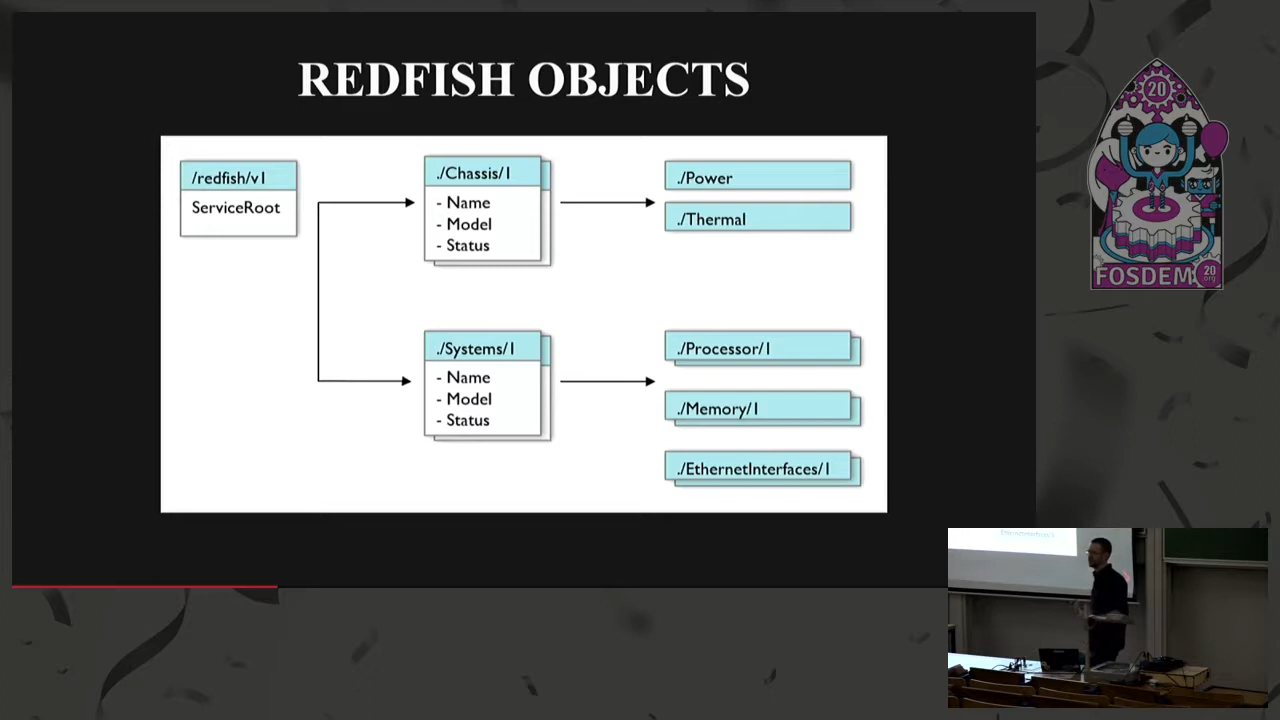 REDFISH OBJECTS
/redfish/v1
ServiceRoot
./Chassis/1
- Name
- Model
- Status
./Power
./Thermal
./Systems/1
- Name
- Model
- Status
./Processor/1
./Memory/1
./EthernetInterfaces/1
20
FOSDEM
20
org